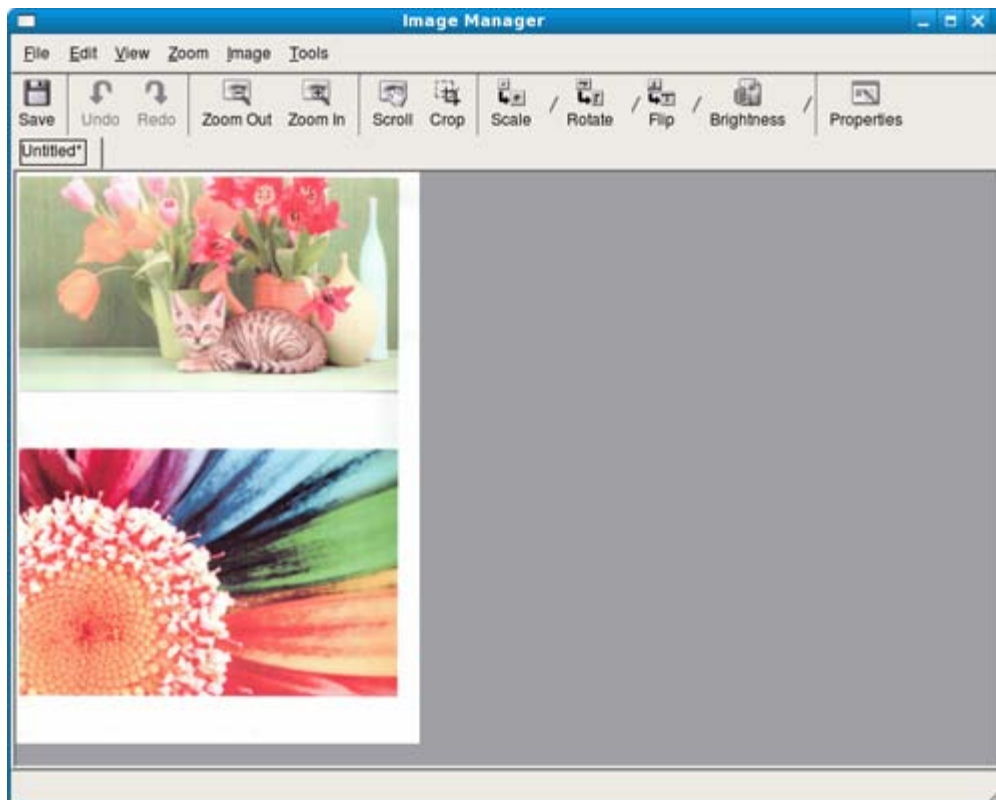 Image Manager
File Edit View Zoom Image Tools
Save Undo Redo Zoom Out Zoom In Scroll Crop Scale / Rotate / Flip / Brightness / Properties
Untitled*